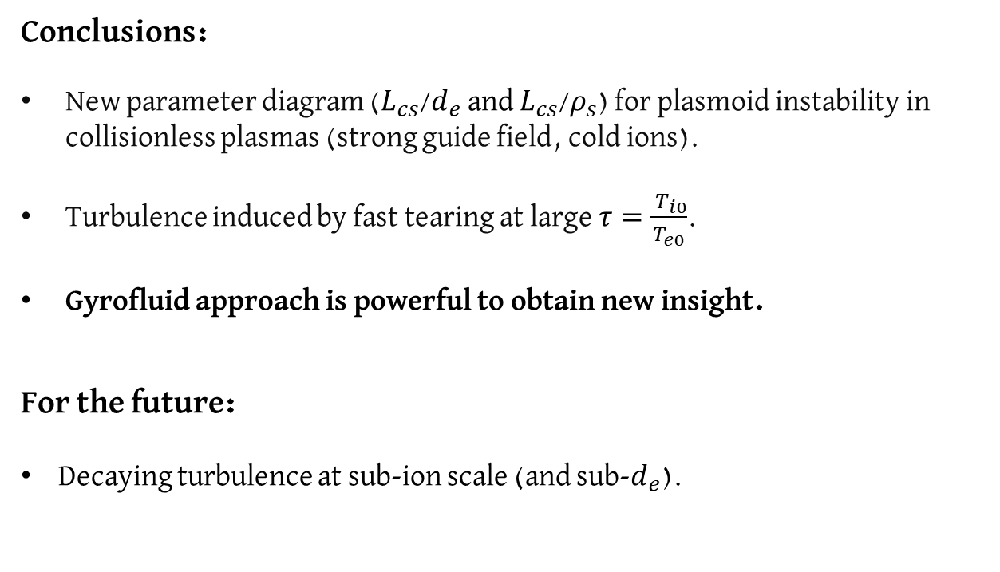 Conclusions:
• New parameter diagram ($L_{cs}/d_e$ and $L_{cs}/\rho_s$) for plasmoid instability in
collisionless plasmas (strong guide field, cold ions).
• Turbulence induced by fast tearing at large $\tau = \frac{T_{i0}}{T_{e0}}$.
• Gyrofluid approach is powerful to obtain new insight.
For the future:
• Decaying turbulence at sub-ion scale (and sub-$d_e$).